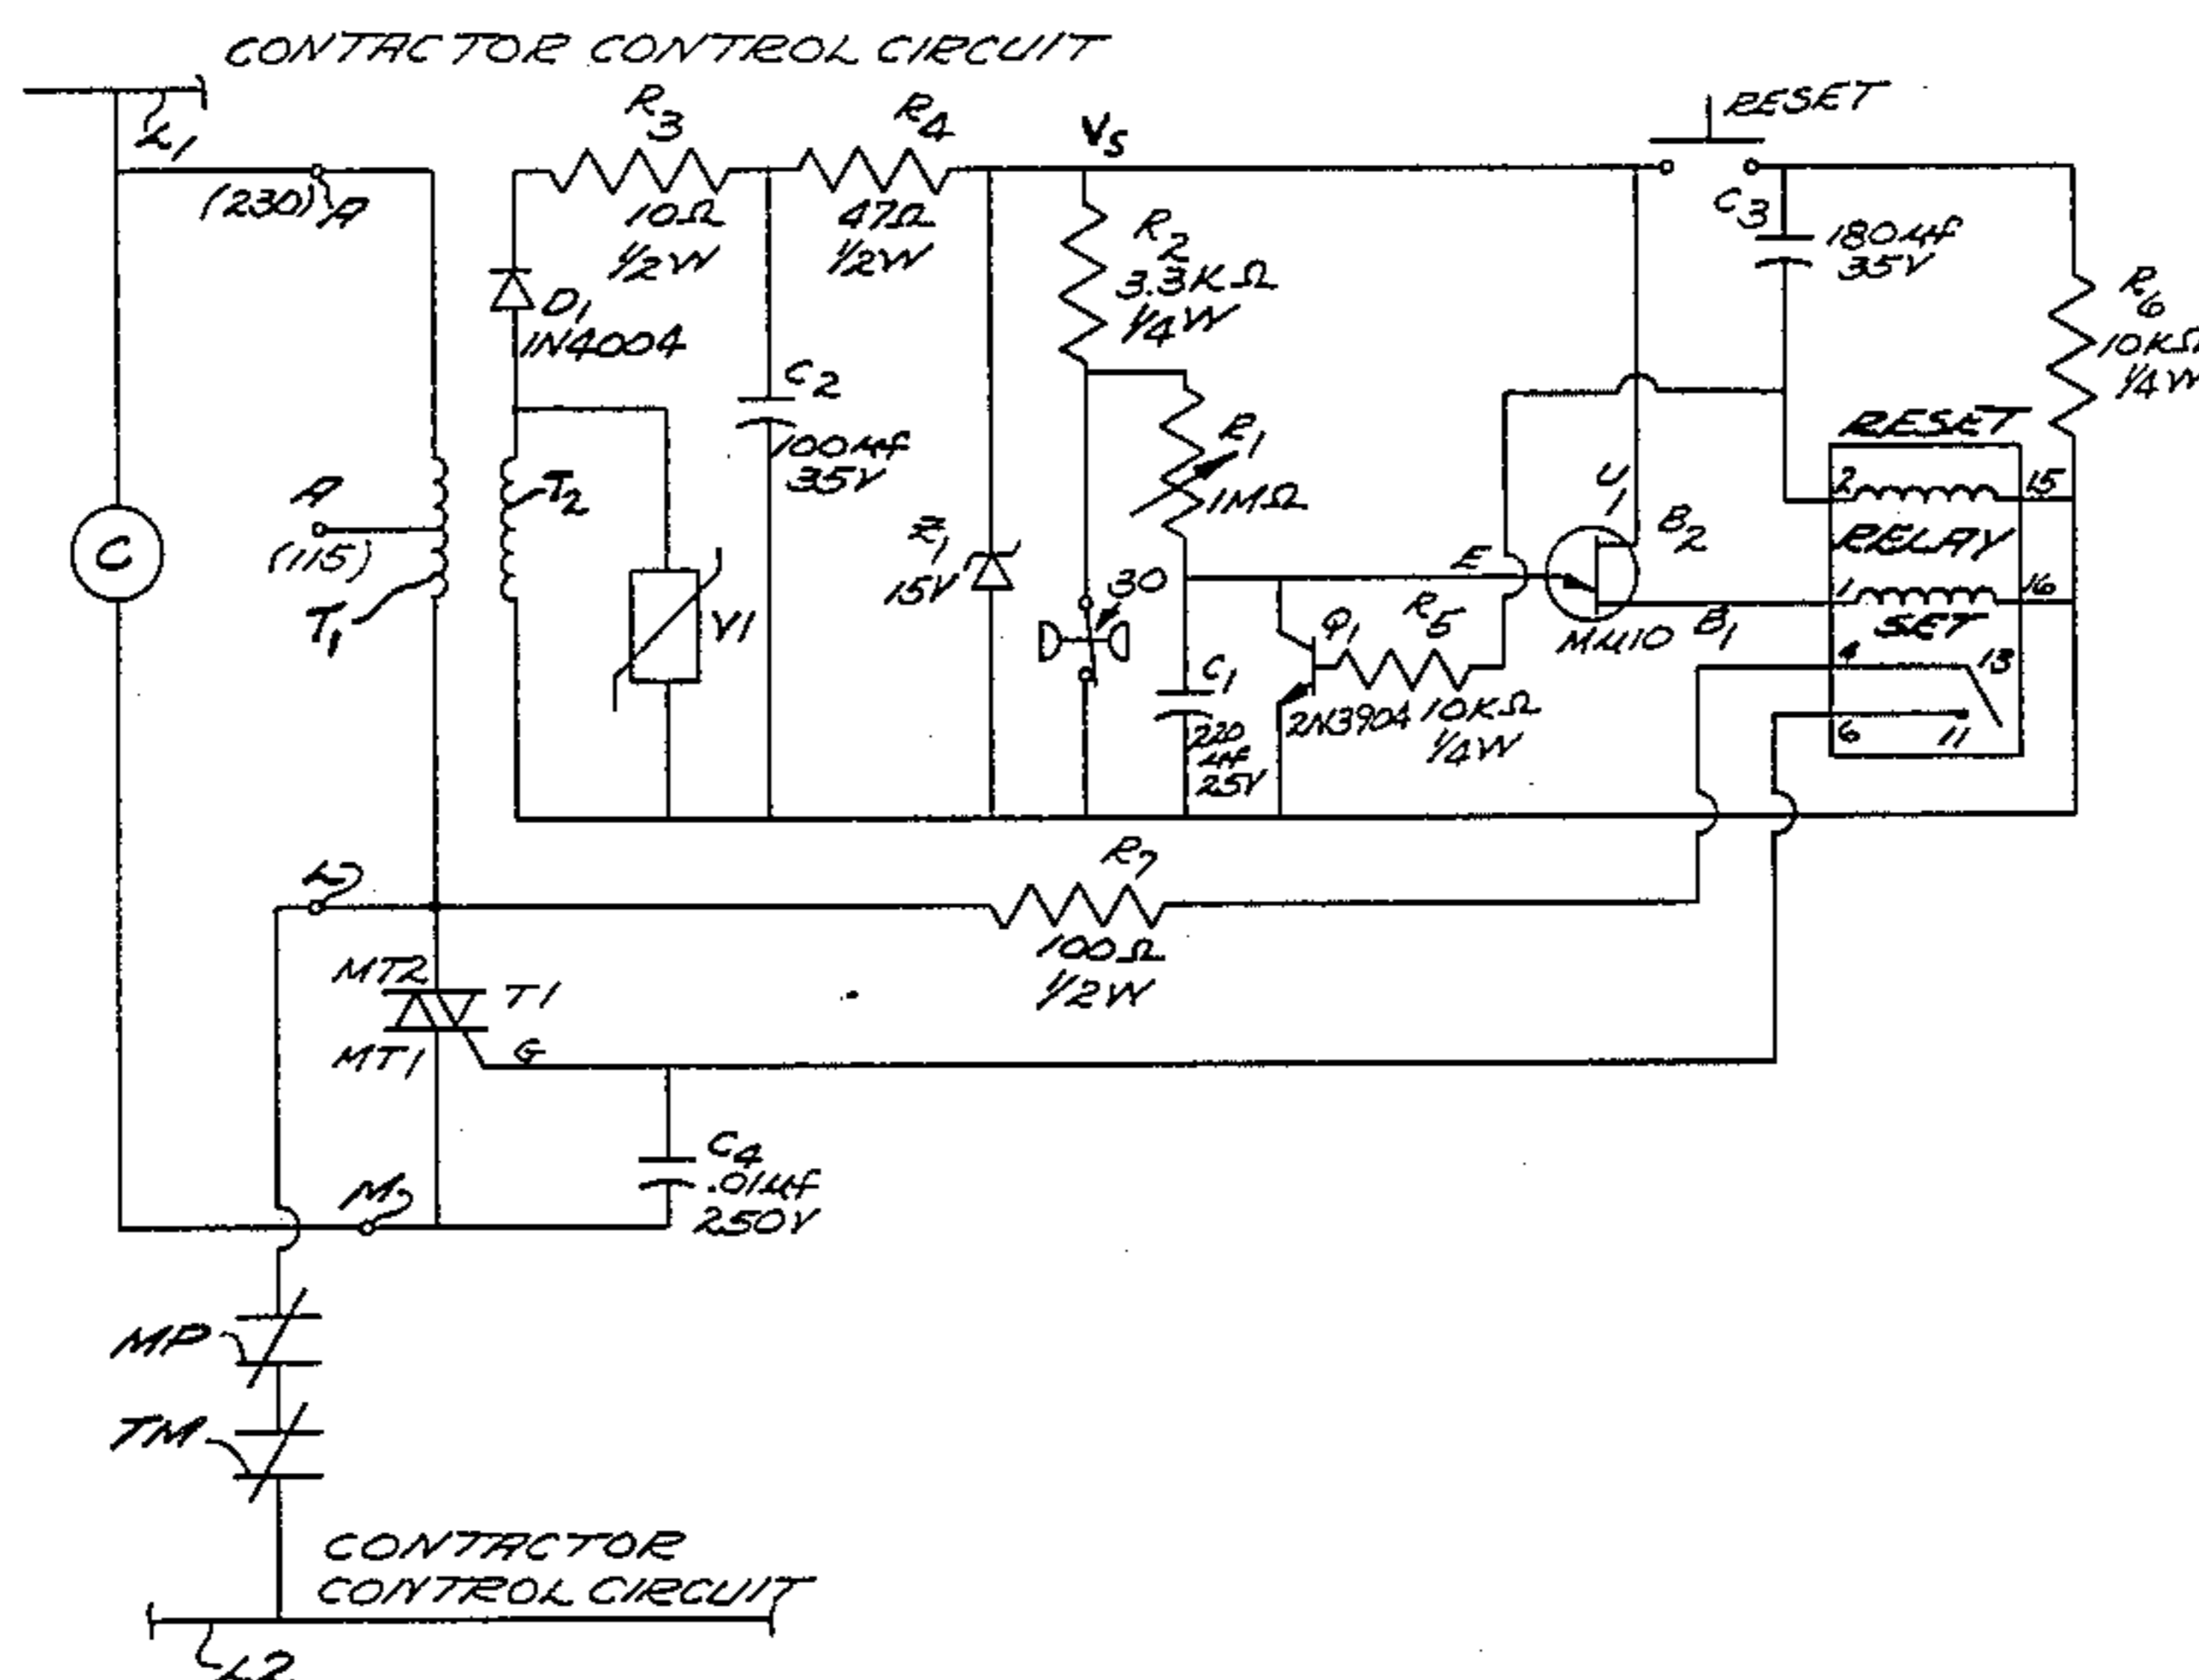 CONTACTOR CONTROL CIRCUIT
L1
(230) A
R3
10Ω
1/2W
R4
47Ω
1/2W
VS
RESET
C3
180µf
35V
R6
10KΩ
1/4W
D1
1N4004
R2
3.3KΩ
1/4W
C2
100µf
35V
R1
1MΩ
A
(115)
T1
T2
C
V1
Z1
15V
30
C1
220
µf
25V
E
U1
B2
B1
MU10
Q1
2N3904
R5
10KΩ
1/4W
RESET
2
15
RELAY
1
16
SET
4
13
6
11
L
R7
100Ω
1/2W
MT2
T1
MT1
G
C4
.01µf
250V
M
MP
TM
CONTACTOR
CONTROL CIRCUIT
L2